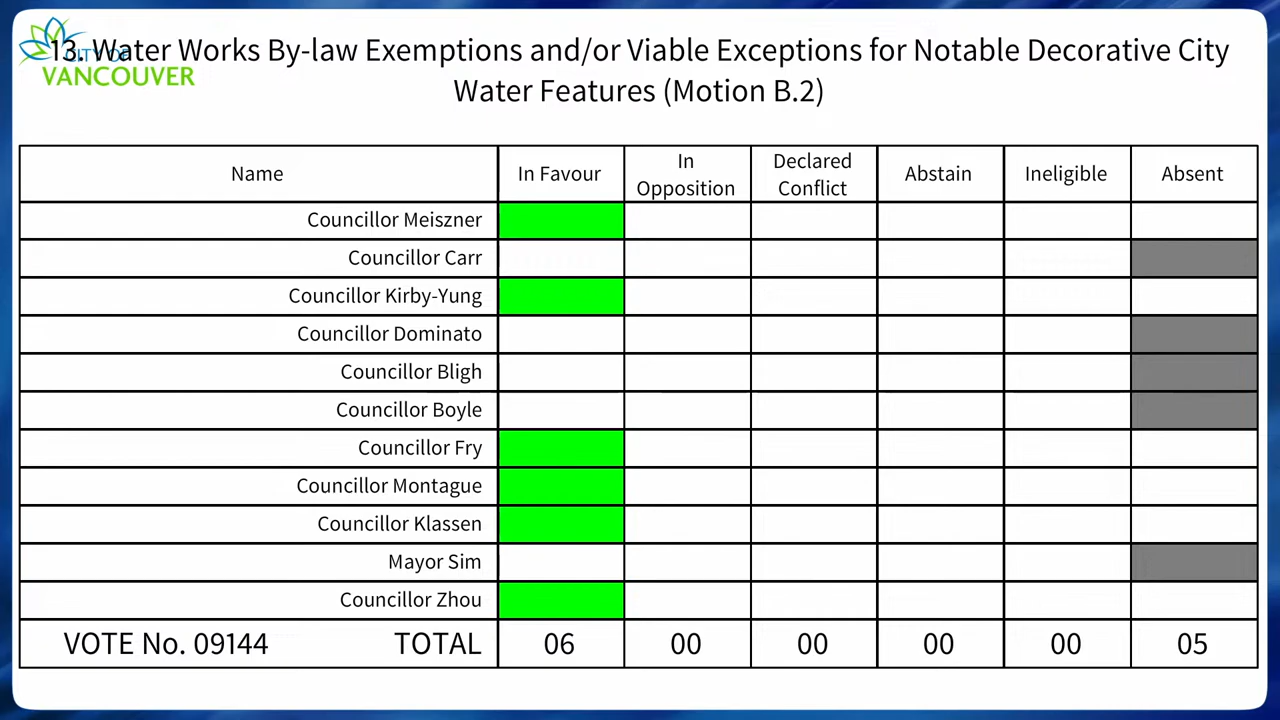 13. Water Works By-law Exemptions and/or Viable Exceptions for Notable Decorative City
Water Features (Motion B.2)
CITY OF
VANCOUVER
Name In Favour In Opposition Declared Conflict Abstain Ineligible Absent
Councillor Meiszner
Councillor Carr
Councillor Kirby-Yung
Councillor Dominato
Councillor Bligh
Councillor Boyle
Councillor Fry
Councillor Montague
Councillor Klassen
Mayor Sim
Councillor Zhou
VOTE No. 09144 TOTAL 06 00 00 00 00 05